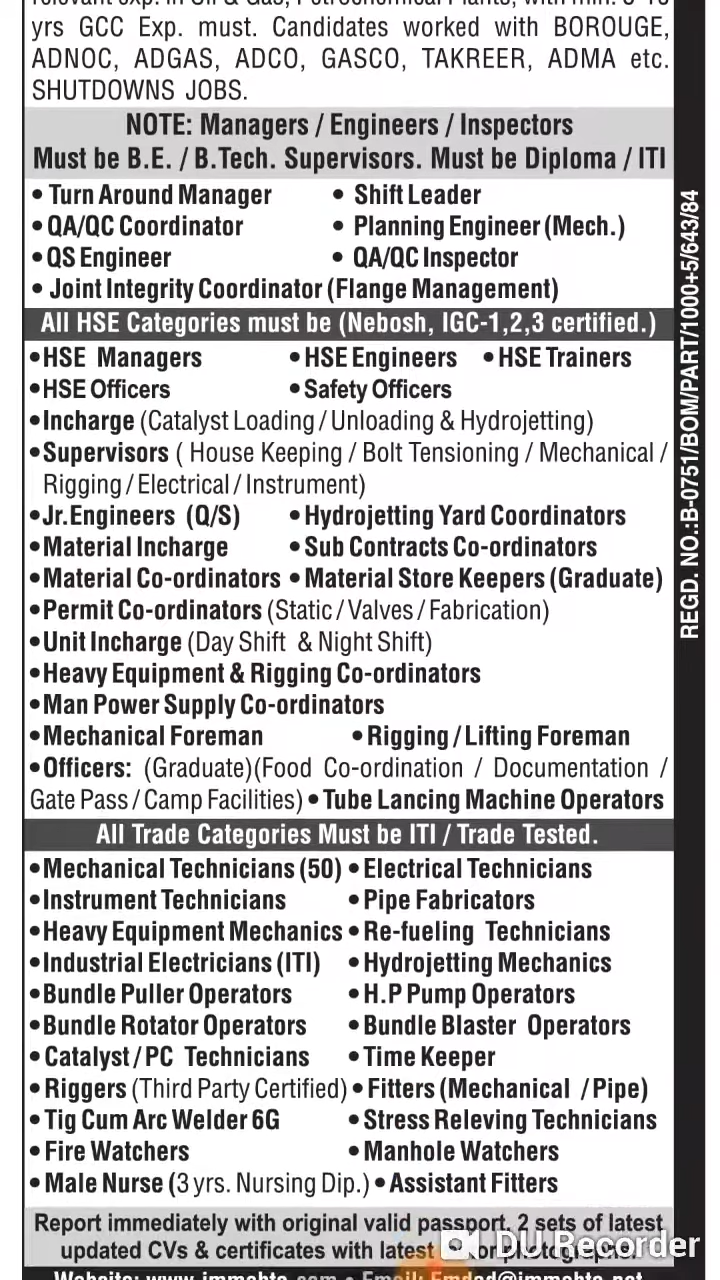 yrs GCC Exp. must. Candidates worked with BOROUGE,
ADNOC, ADGAS, ADCO, GASCO, TAKREER, ADMA etc.
SHUTDOWNS JOBS.
NOTE: Managers / Engineers / Inspectors
Must be B.E. / B.Tech. Supervisors. Must be Diploma / ITI
• Turn Around Manager • Shift Leader
• QA/QC Coordinator • Planning Engineer (Mech.)
• QS Engineer • QA/QC Inspector
• Joint Integrity Coordinator (Flange Management)
All HSE Categories must be (Nebosh, IGC-1,2,3 certified.)
• HSE Managers • HSE Engineers • HSE Trainers
• HSE Officers • Safety Officers
• Incharge (Catalyst Loading / Unloading & Hydrojetting)
• Supervisors ( House Keeping / Bolt Tensioning / Mechanical /
Rigging / Electrical / Instrument)
• Jr.Engineers (Q/S) • Hydrojetting Yard Coordinators
• Material Incharge • Sub Contracts Co-ordinators
• Material Co-ordinators • Material Store Keepers (Graduate)
• Permit Co-ordinators (Static / Valves / Fabrication)
• Unit Incharge (Day Shift & Night Shift)
• Heavy Equipment & Rigging Co-ordinators
• Man Power Supply Co-ordinators
• Mechanical Foreman • Rigging / Lifting Foreman
• Officers: (Graduate)(Food Co-ordination / Documentation /
Gate Pass / Camp Facilities) • Tube Lancing Machine Operators
All Trade Categories Must be ITI / Trade Tested.
• Mechanical Technicians (50) • Electrical Technicians
• Instrument Technicians • Pipe Fabricators
• Heavy Equipment Mechanics • Re-fueling Technicians
• Industrial Electricians (ITI) • Hydrojetting Mechanics
• Bundle Puller Operators • H.P Pump Operators
• Bundle Rotator Operators • Bundle Blaster Operators
• Catalyst / PC Technicians • Time Keeper
• Riggers (Third Party Certified) • Fitters (Mechanical / Pipe)
• Tig Cum Arc Welder 6G • Stress Releving Technicians
• Fire Watchers • Manhole Watchers
• Male Nurse (3 yrs. Nursing Dip.) • Assistant Fitters
Report immediately with original valid passport, 2 sets of latest
updated CVs & certificates with latest photographs.
REGD. NO.:B-0751/BOM/PART/1000+5/643/84
DU Recorder